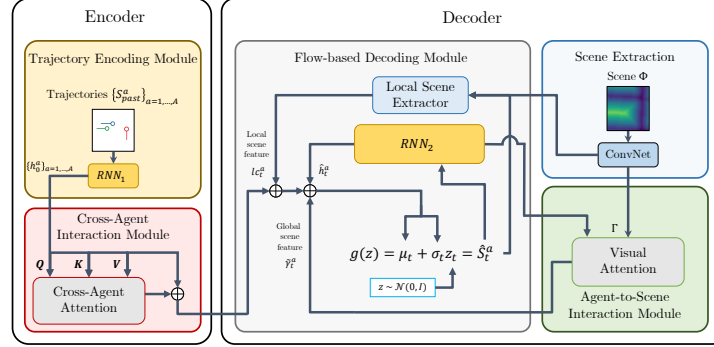 Encoder
Trajectory Encoding Module
Trajectories {S^a_past}_a=1,…,A
{h^a_0}_a=1,…,A
RNN_1
Cross-Agent
Interaction Module
Q K V
Cross-Agent
Attention
Decoder
Flow-based Decoding Module
Local Scene
Extractor
Local
scene
feature
lc^a_t
RNN_2
ĥ^a_t
Global
scene
feature
γ̃^a_t
g(z) = μ_t + σ_t z_t = Ŝ^a_t
z ~ 𝒩(0, I)
Scene Extraction
Scene Φ
ConvNet
Γ
Visual
Attention
Agent-to-Scene
Interaction Module